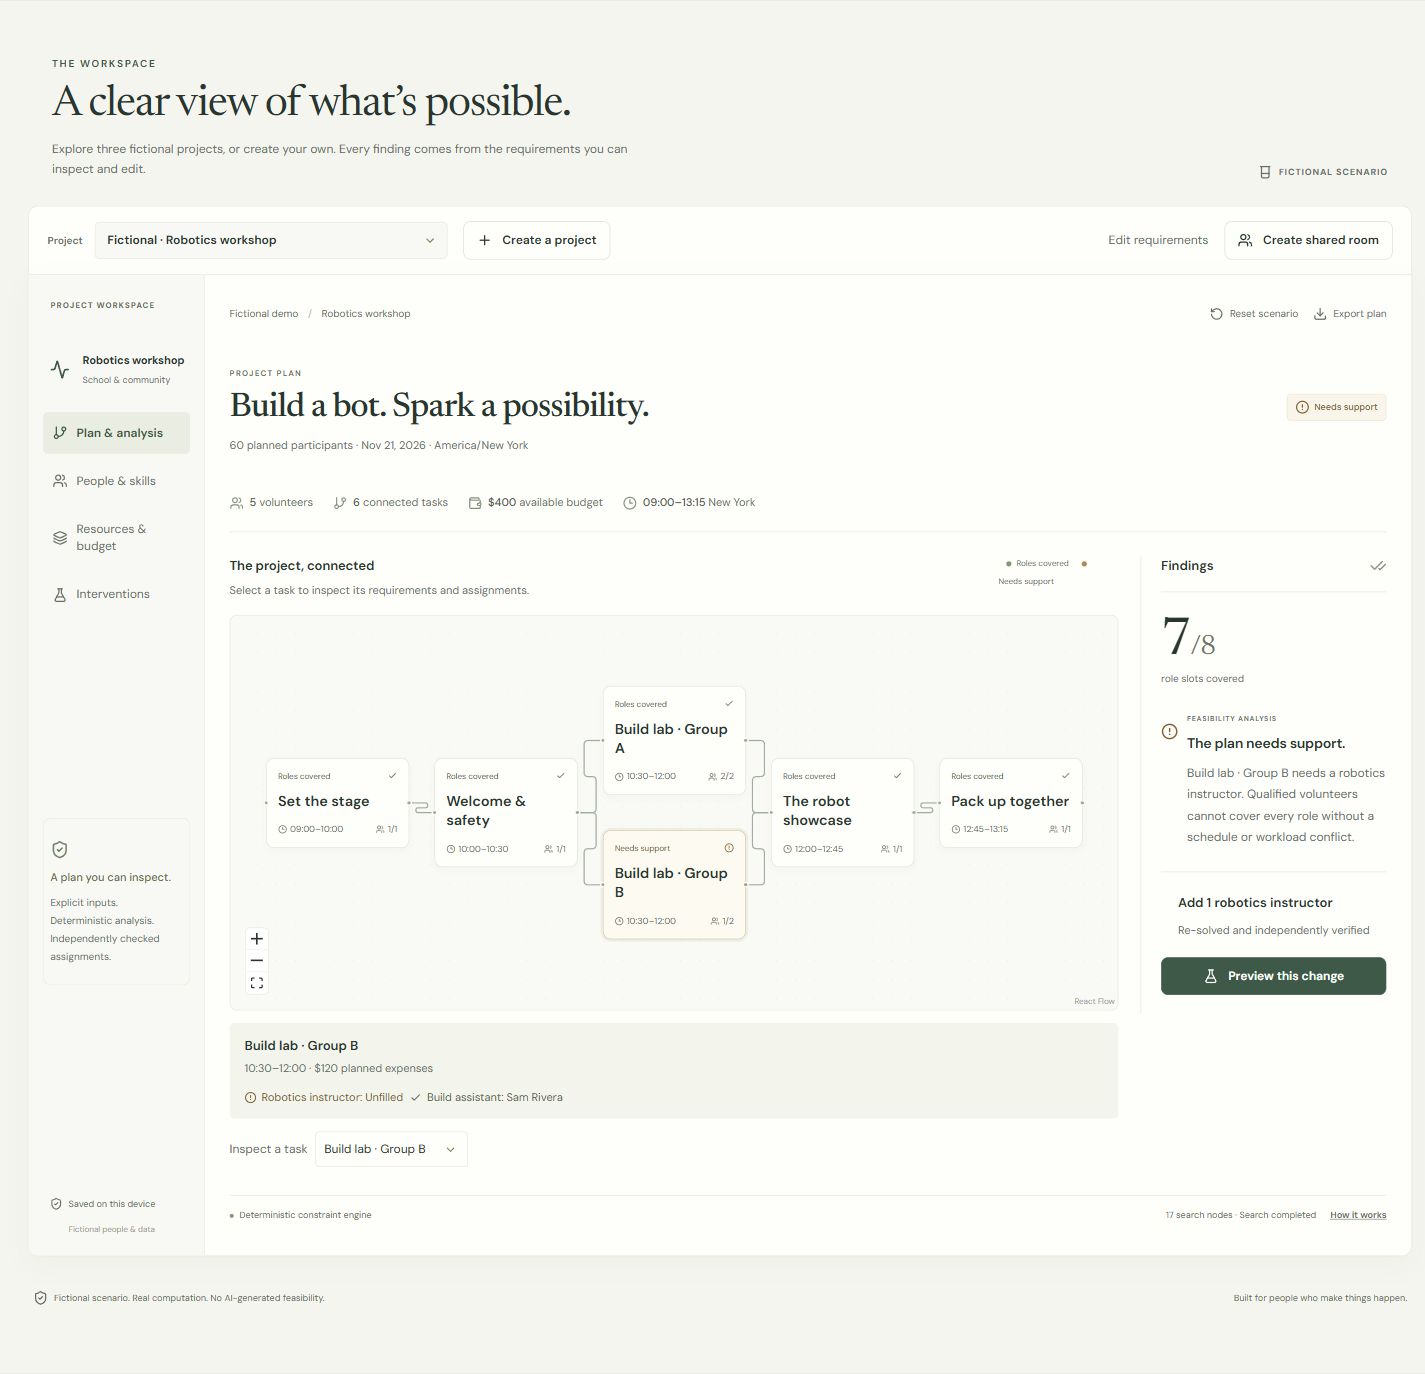 THE WORKSPACE
A clear view of what's possible.
Explore three fictional projects, or create your own. Every finding comes from the requirements you can
inspect and edit.
FICTIONAL SCENARIO
Project
Fictional · Robotics workshop
Create a project
Edit requirements
Create shared room
PROJECT WORKSPACE
Robotics workshop
School & community
Plan & analysis
People & skills
Resources &
budget
Interventions
A plan you can inspect.
Explicit inputs.
Deterministic analysis.
Independently checked
assignments.
Saved on this device
Fictional people & data
Fictional demo / Robotics workshop
Reset scenario
Export plan
PROJECT PLAN
Build a bot. Spark a possibility.
Needs support
60 planned participants · Nov 21, 2026 · America/New York
5 volunteers
6 connected tasks
$400 available budget
09:00–13:15 New York
The project, connected
Select a task to inspect its requirements and assignments.
Roles covered
Needs support
Roles covered
Set the stage
09:00–10:00
1/1
Roles covered
Welcome &
safety
10:00–10:30
1/1
Roles covered
Build lab · Group
A
10:30–12:00
2/2
Needs support
Build lab · Group
B
10:30–12:00
1/2
Roles covered
The robot
showcase
12:00–12:45
1/1
Roles covered
Pack up together
12:45–13:15
1/1
React Flow
Build lab · Group B
10:30–12:00 · $120 planned expenses
Robotics instructor: Unfilled
Build assistant: Sam Rivera
Inspect a task
Build lab · Group B
Findings
7/8
role slots covered
FEASIBILITY ANALYSIS
The plan needs support.
Build lab · Group B needs a robotics
instructor. Qualified volunteers
cannot cover every role without a
schedule or workload conflict.
Add 1 robotics instructor
Re-solved and independently verified
Preview this change
Deterministic constraint engine
17 search nodes · Search completed
How it works
Fictional scenario. Real computation. No AI-generated feasibility.
Built for people who make things happen.